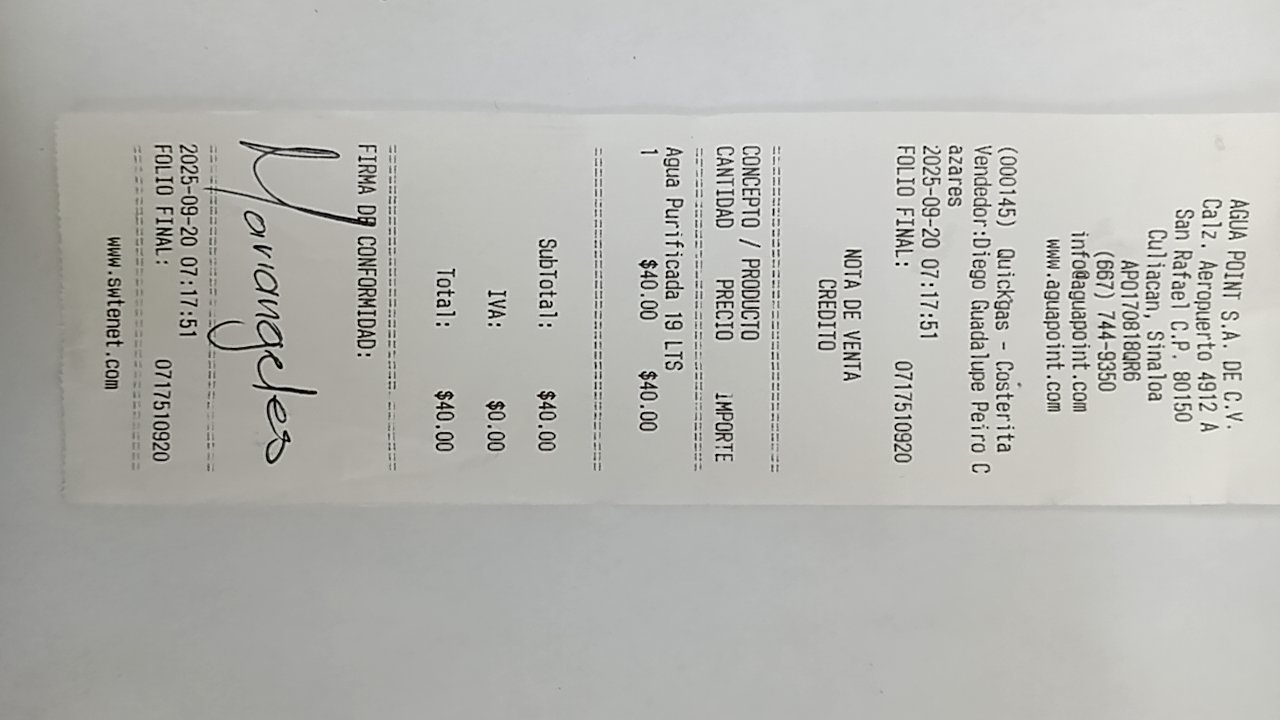 AGUA POINT S.A. DE C.V.
Calz. Aeropuerto 4912 A
San Rafael C.P. 80150
Culiacan, Sinaloa
APO170818QR6
(667) 744-9350
info@aguapoint.com
www.aguapoint.com
(000145) Quickgas - Costerita
Vendedor:Diego Guadalupe Peiro C
azares
2025-09-20 07:17:51
FOLIO FINAL: 0717510920
NOTA DE VENTA
CREDITO
================================
CONCEPTO / PRODUCTO
CANTIDAD PRECIO IMPORTE
================================
Agua Purificada 19 LTS
1 $40.00 $40.00
================================
SubTotal: $40.00
IVA: $0.00
Total: $40.00
================================
FIRMA DE CONFORMIDAD:
Mariangeles
================================
2025-09-20 07:17:51
FOLIO FINAL: 0717510920
================================
www.swtenet.com